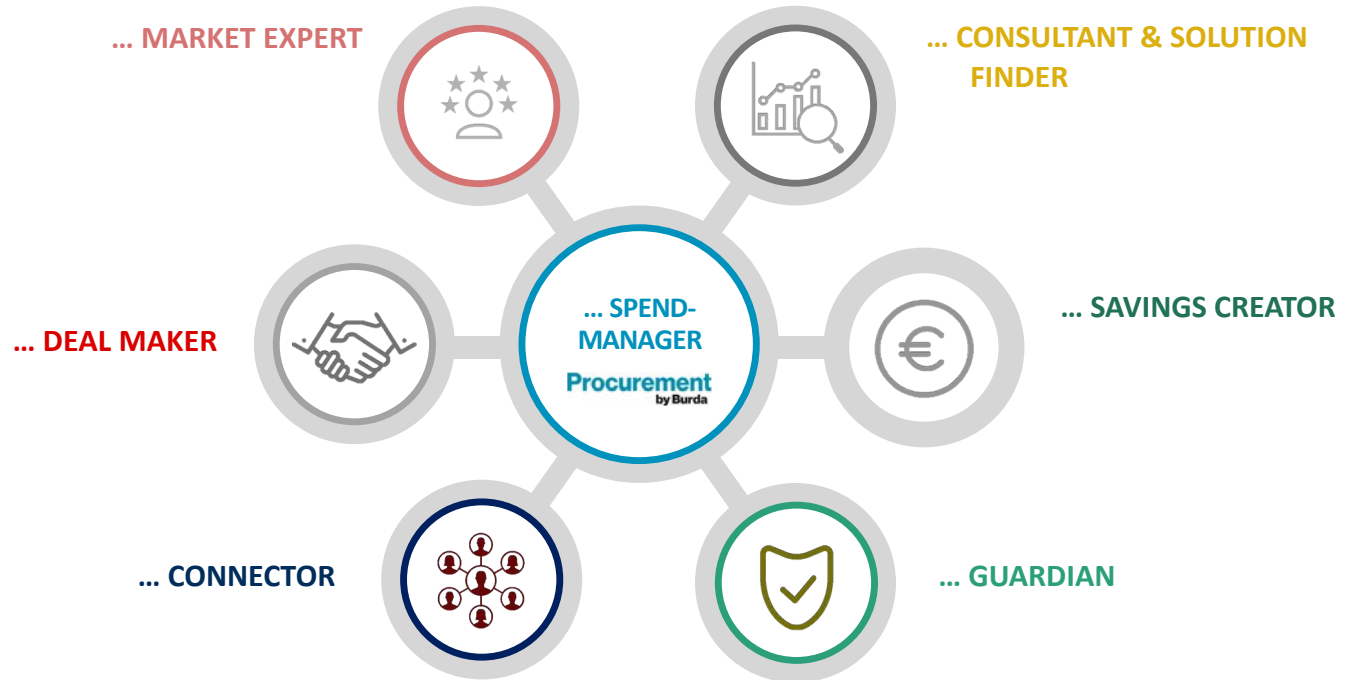 ... MARKET EXPERT
... CONSULTANT & SOLUTION
FINDER
... SPEND-
MANAGER
Procurement
by Burda
... DEAL MAKER
€
... SAVINGS CREATOR
... CONNECTOR
... GUARDIAN